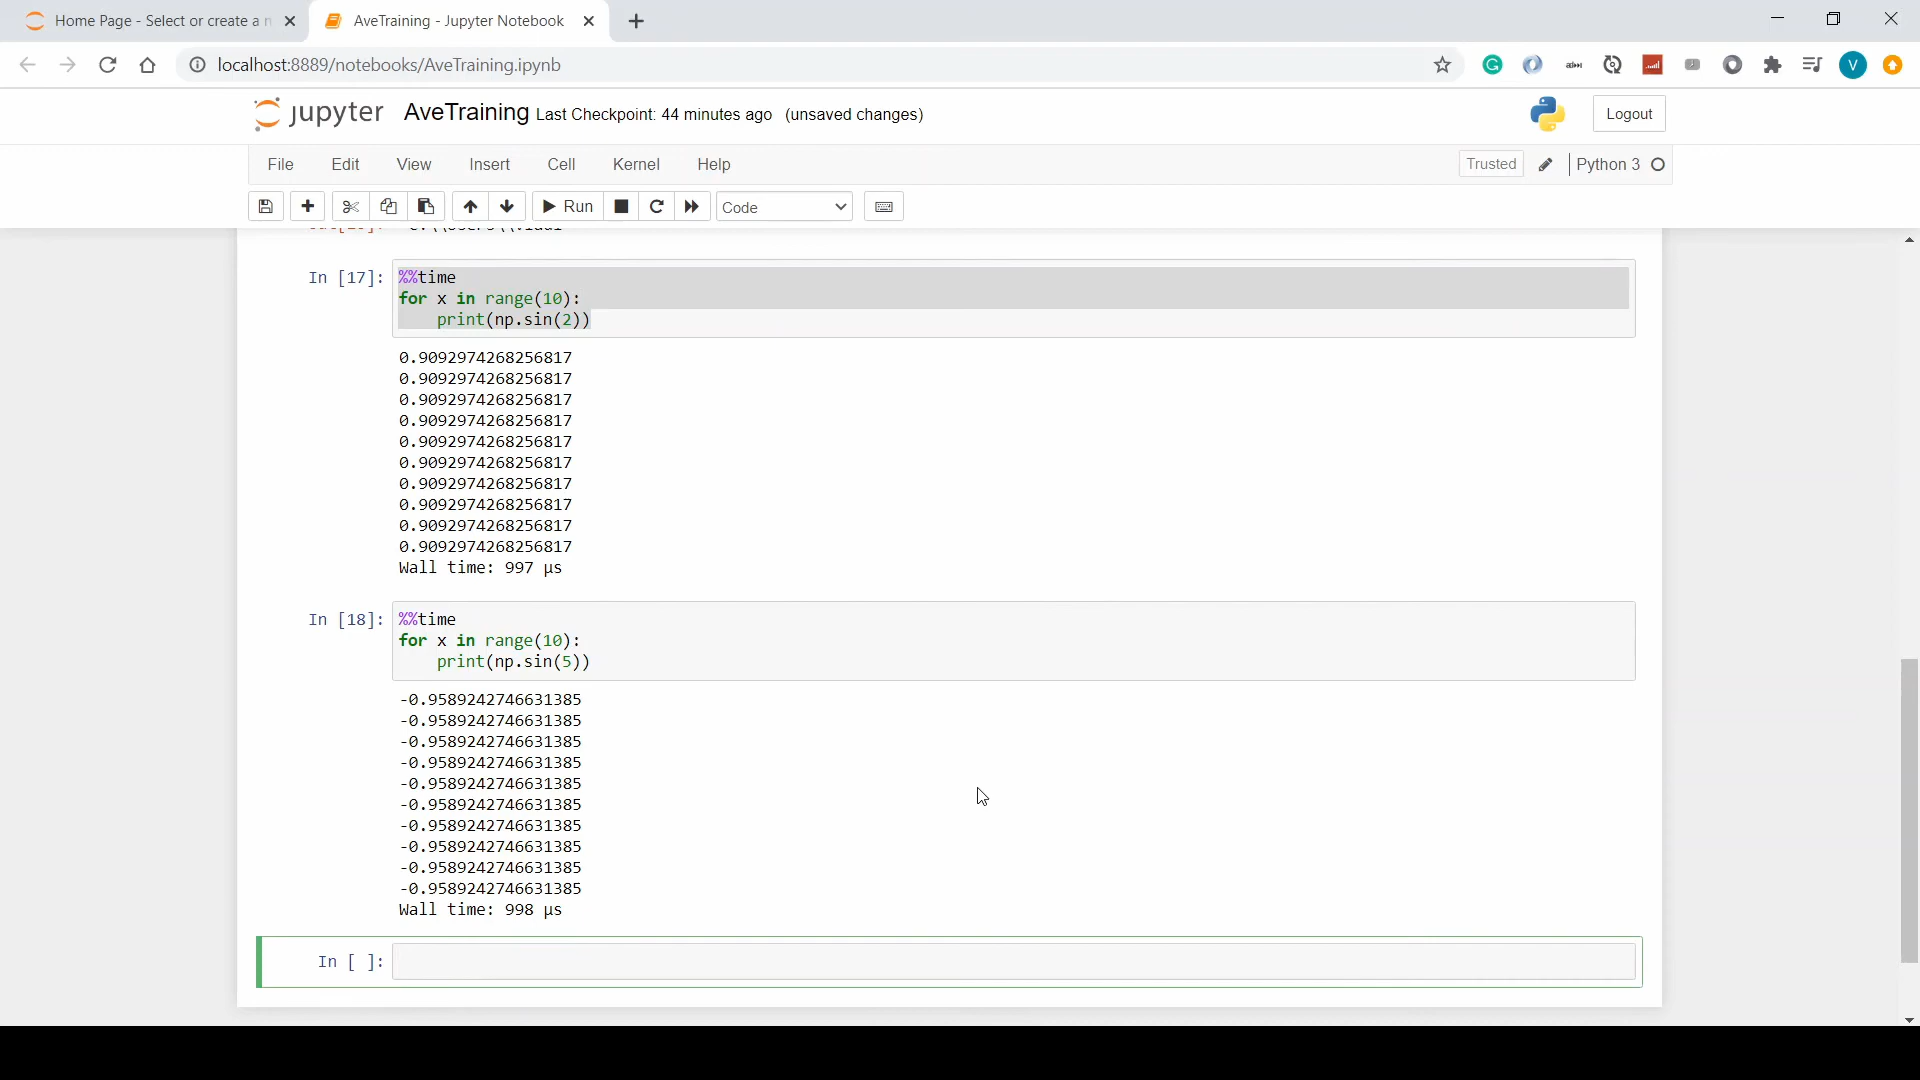 Home Page - Select or create a n
AveTraining - Jupyter Notebook
localhost:8889/notebooks/AveTraining.ipynb
V
jupyter AveTraining Last Checkpoint: 44 minutes ago (unsaved changes)
Logout
File Edit View Insert Cell Kernel Help
Trusted Python 3
Run Code
In [17]: %%time
for x in range(10):
    print(np.sin(2))
0.9092974268256817
0.9092974268256817
0.9092974268256817
0.9092974268256817
0.9092974268256817
0.9092974268256817
0.9092974268256817
0.9092974268256817
0.9092974268256817
0.9092974268256817
Wall time: 997 µs
In [18]: %%time
for x in range(10):
    print(np.sin(5))
-0.9589242746631385
-0.9589242746631385
-0.9589242746631385
-0.9589242746631385
-0.9589242746631385
-0.9589242746631385
-0.9589242746631385
-0.9589242746631385
-0.9589242746631385
-0.9589242746631385
Wall time: 998 µs
In [ ]: